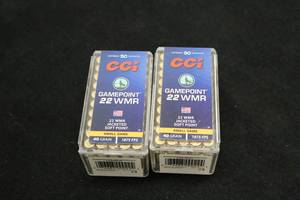 50
CCI
GAMEPOINT
22 WMR
22 WMR
JACKETED
SOFT POINT
SMALL GAME
40 GRAIN 1875 FPS
50
CCI
GAMEPOINT
22 WMR
22 WMR
JACKETED
SOFT POINT
SMALL GAME
40 GRAIN 1875 FPS